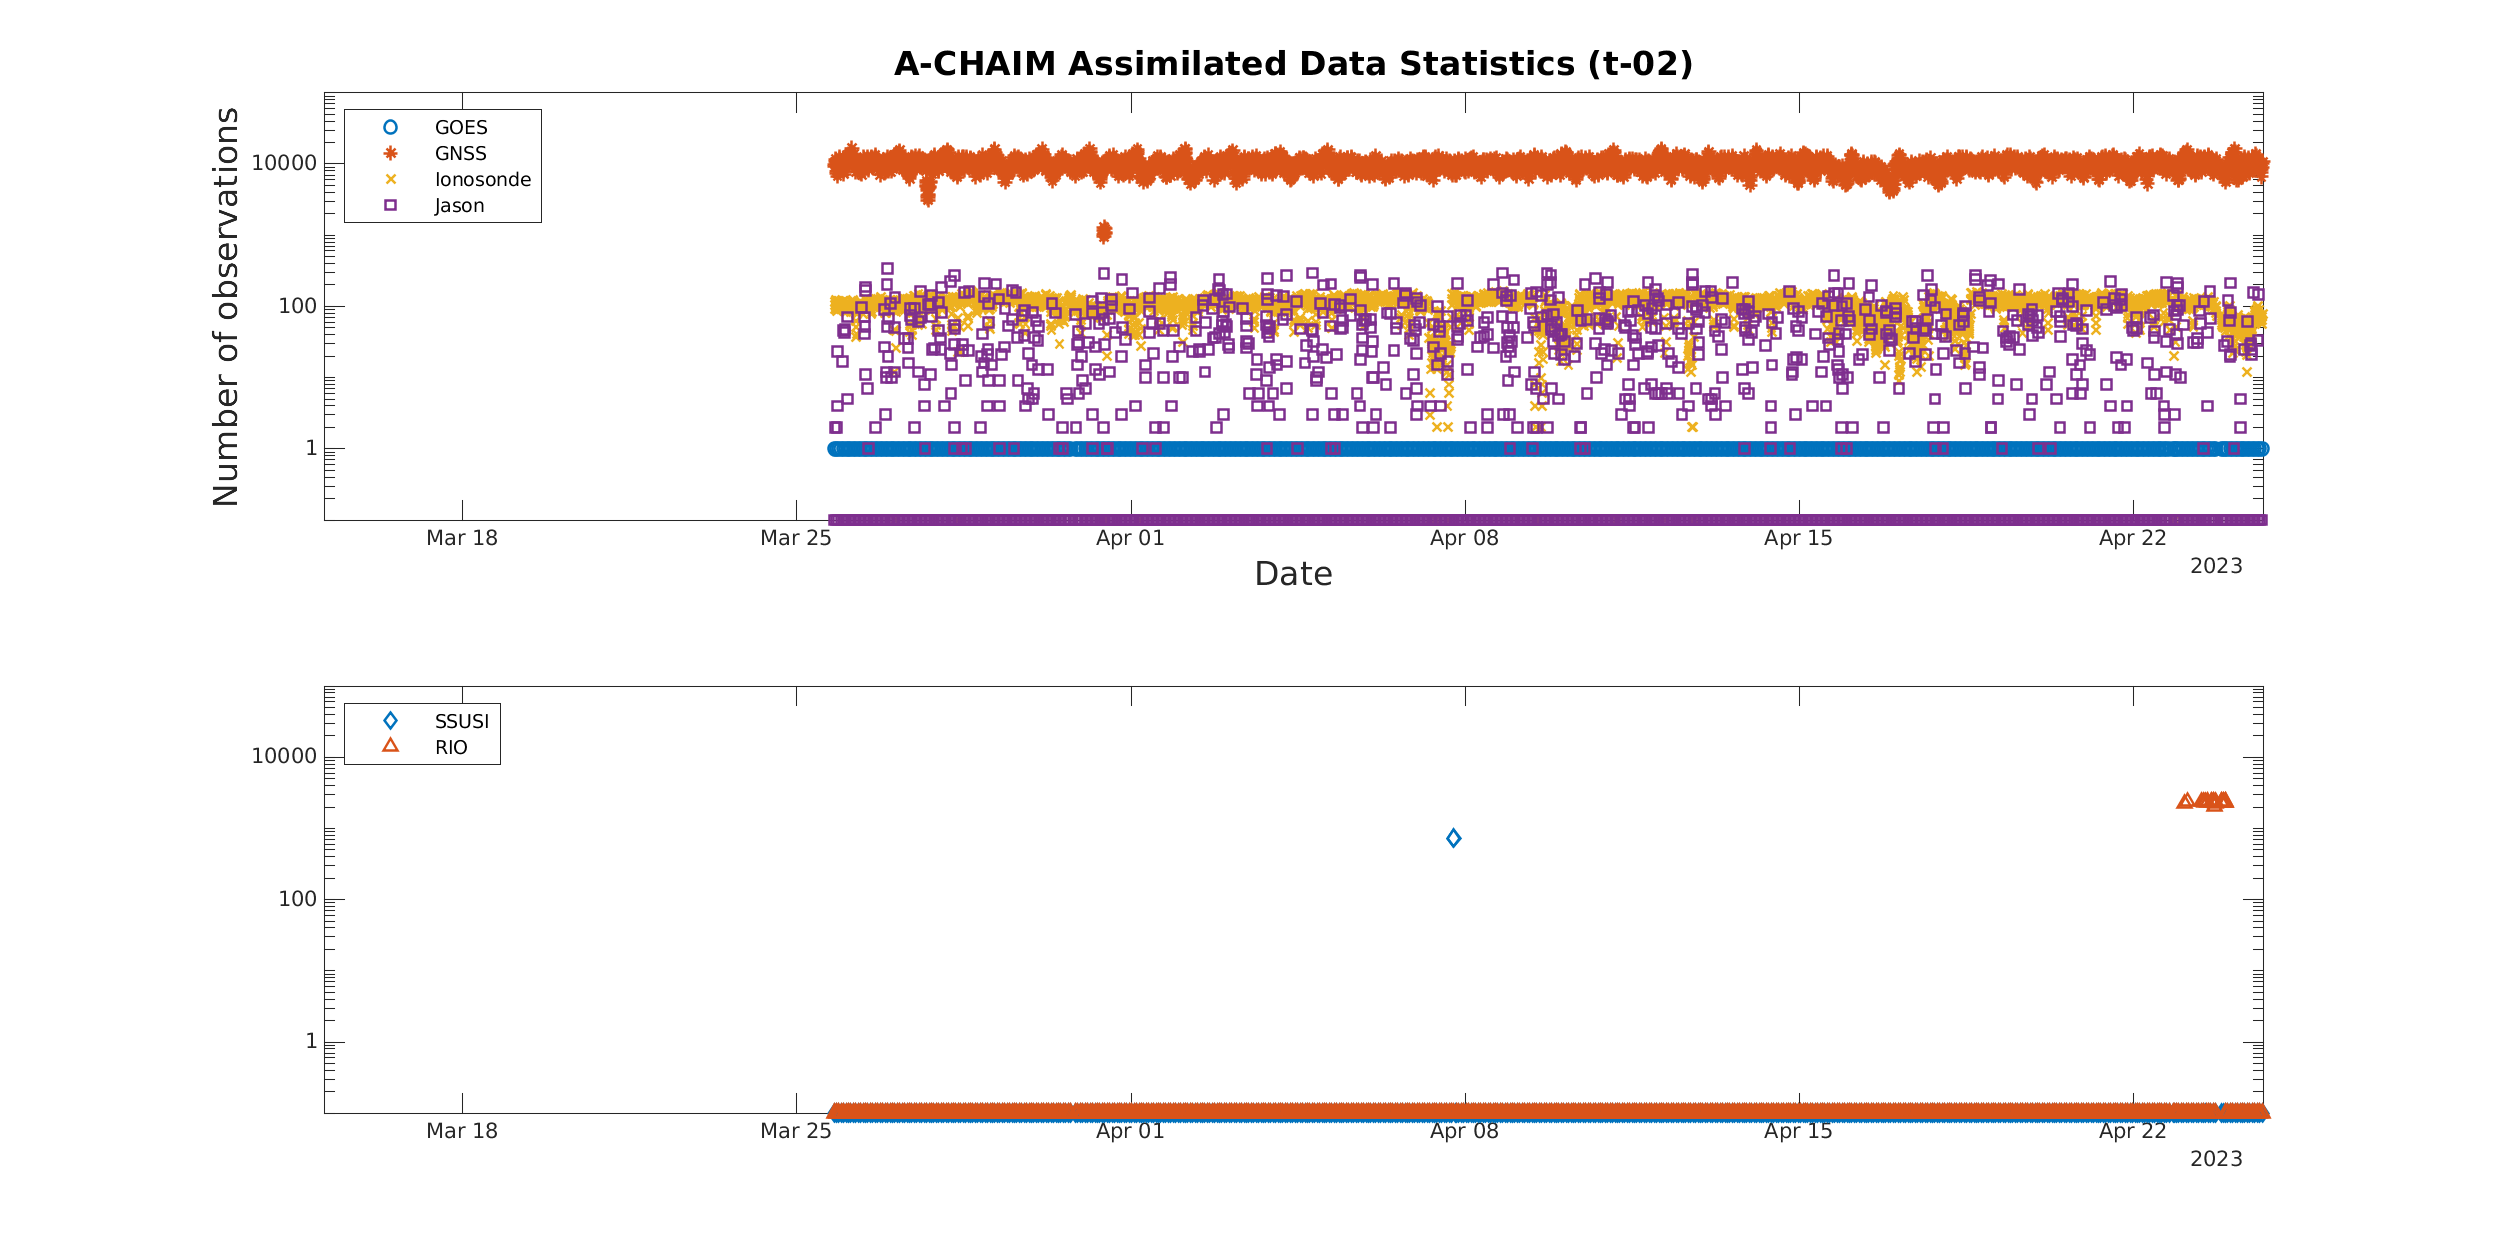 A-CHAIM Assimilated Data Statistics (t-02)
Number of observations
10000
100
1
GOES
GNSS
Ionosonde
Jason
Mar 18 Mar 25 Apr 01 Apr 08 Apr 15 Apr 22
2023
Date
10000
100
1
SSUSI
RIO
Mar 18 Mar 25 Apr 01 Apr 08 Apr 15 Apr 22
2023